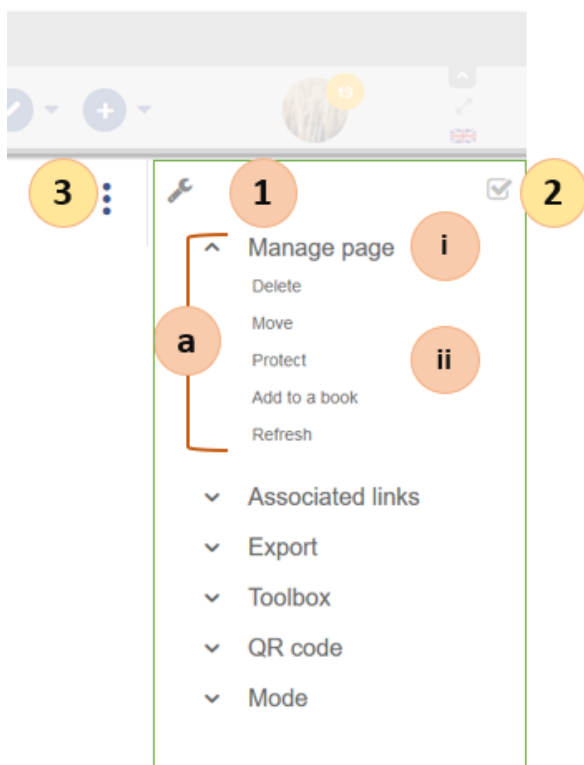 19
3
1
2
Manage page
i
Delete
Move
a
Protect
ii
Add to a book
Refresh
Associated links
Export
Toolbox
QR code
Mode